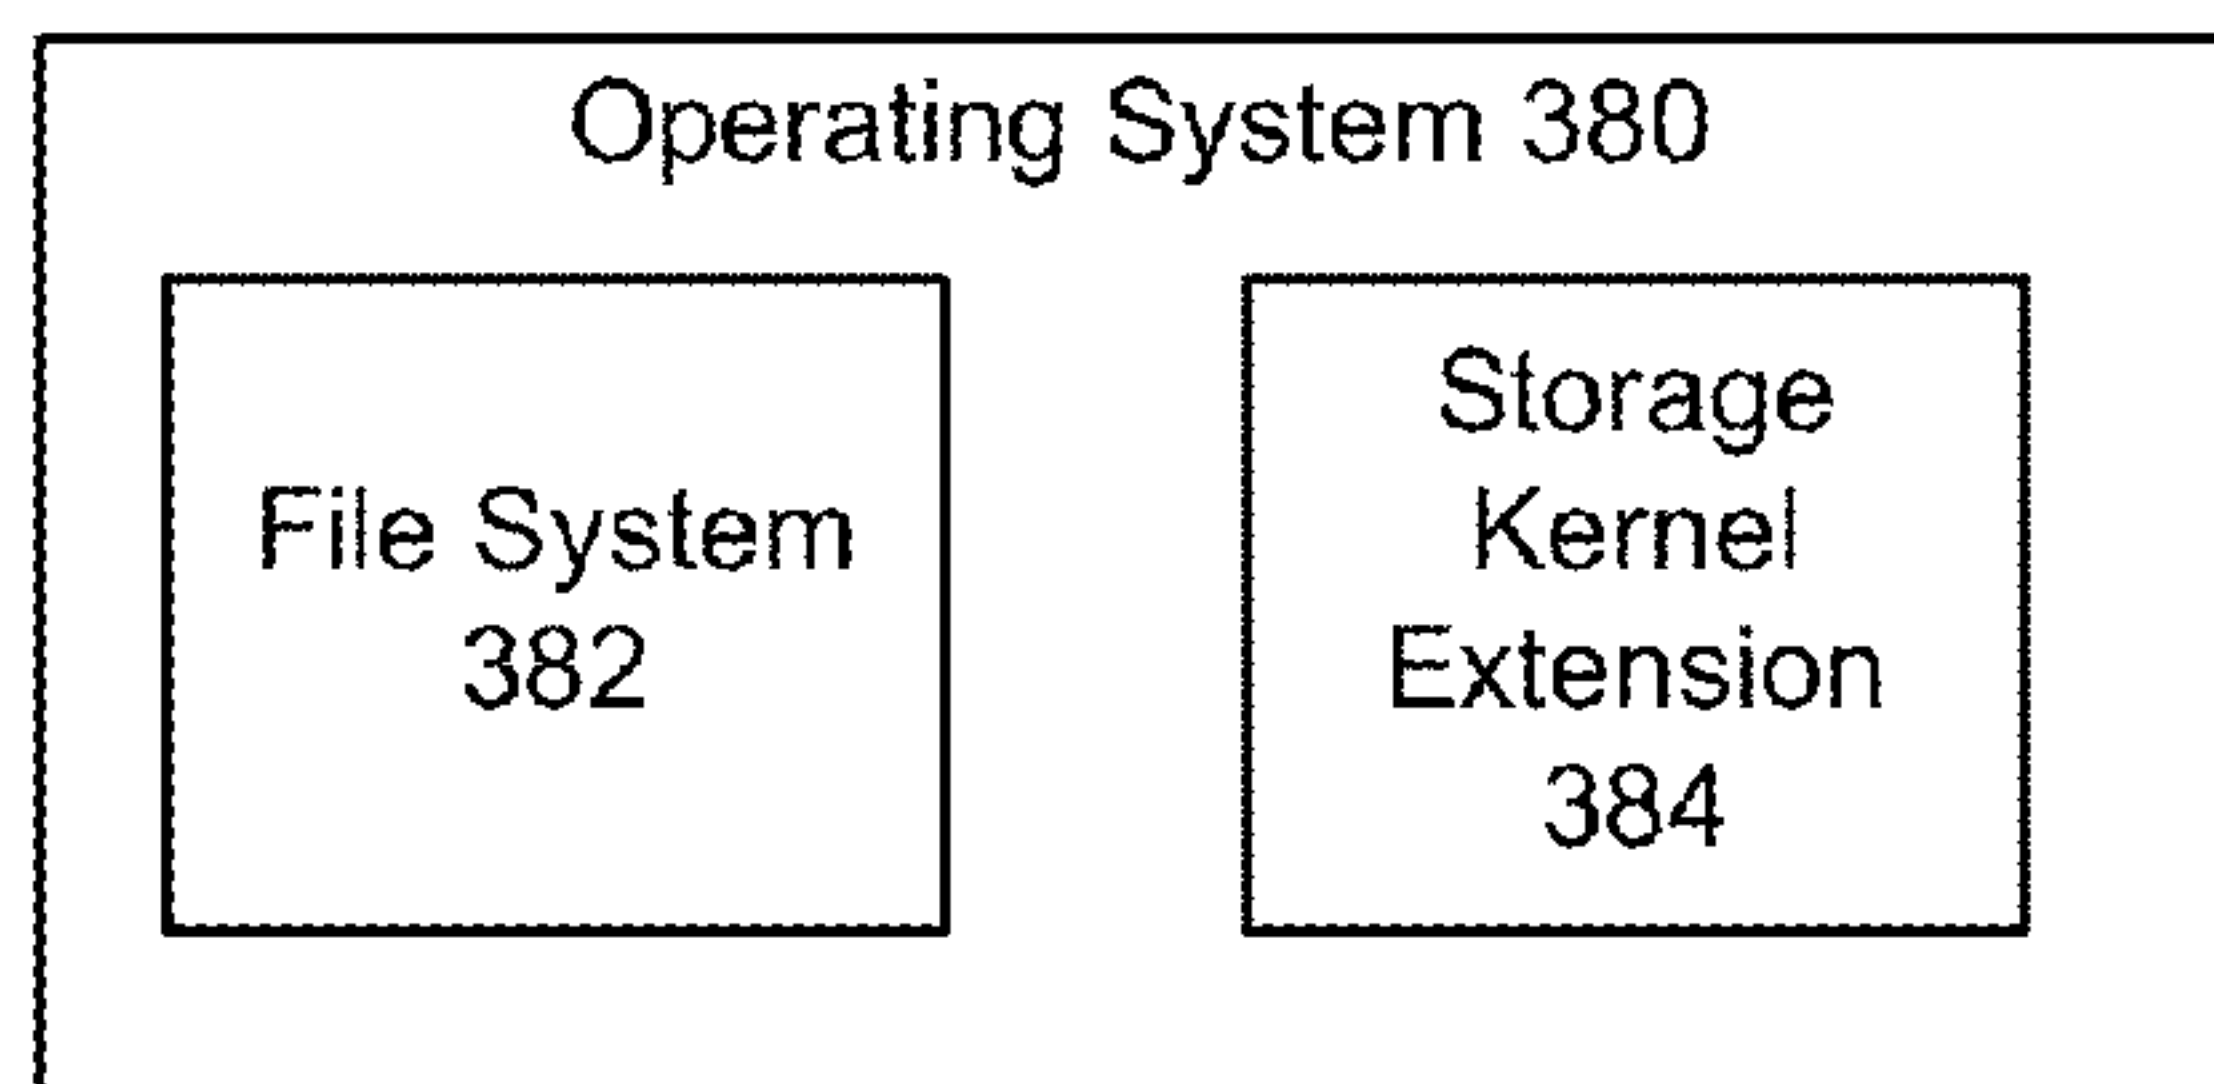 Operating System 380
File System
382
Storage
Kernel
Extension
384